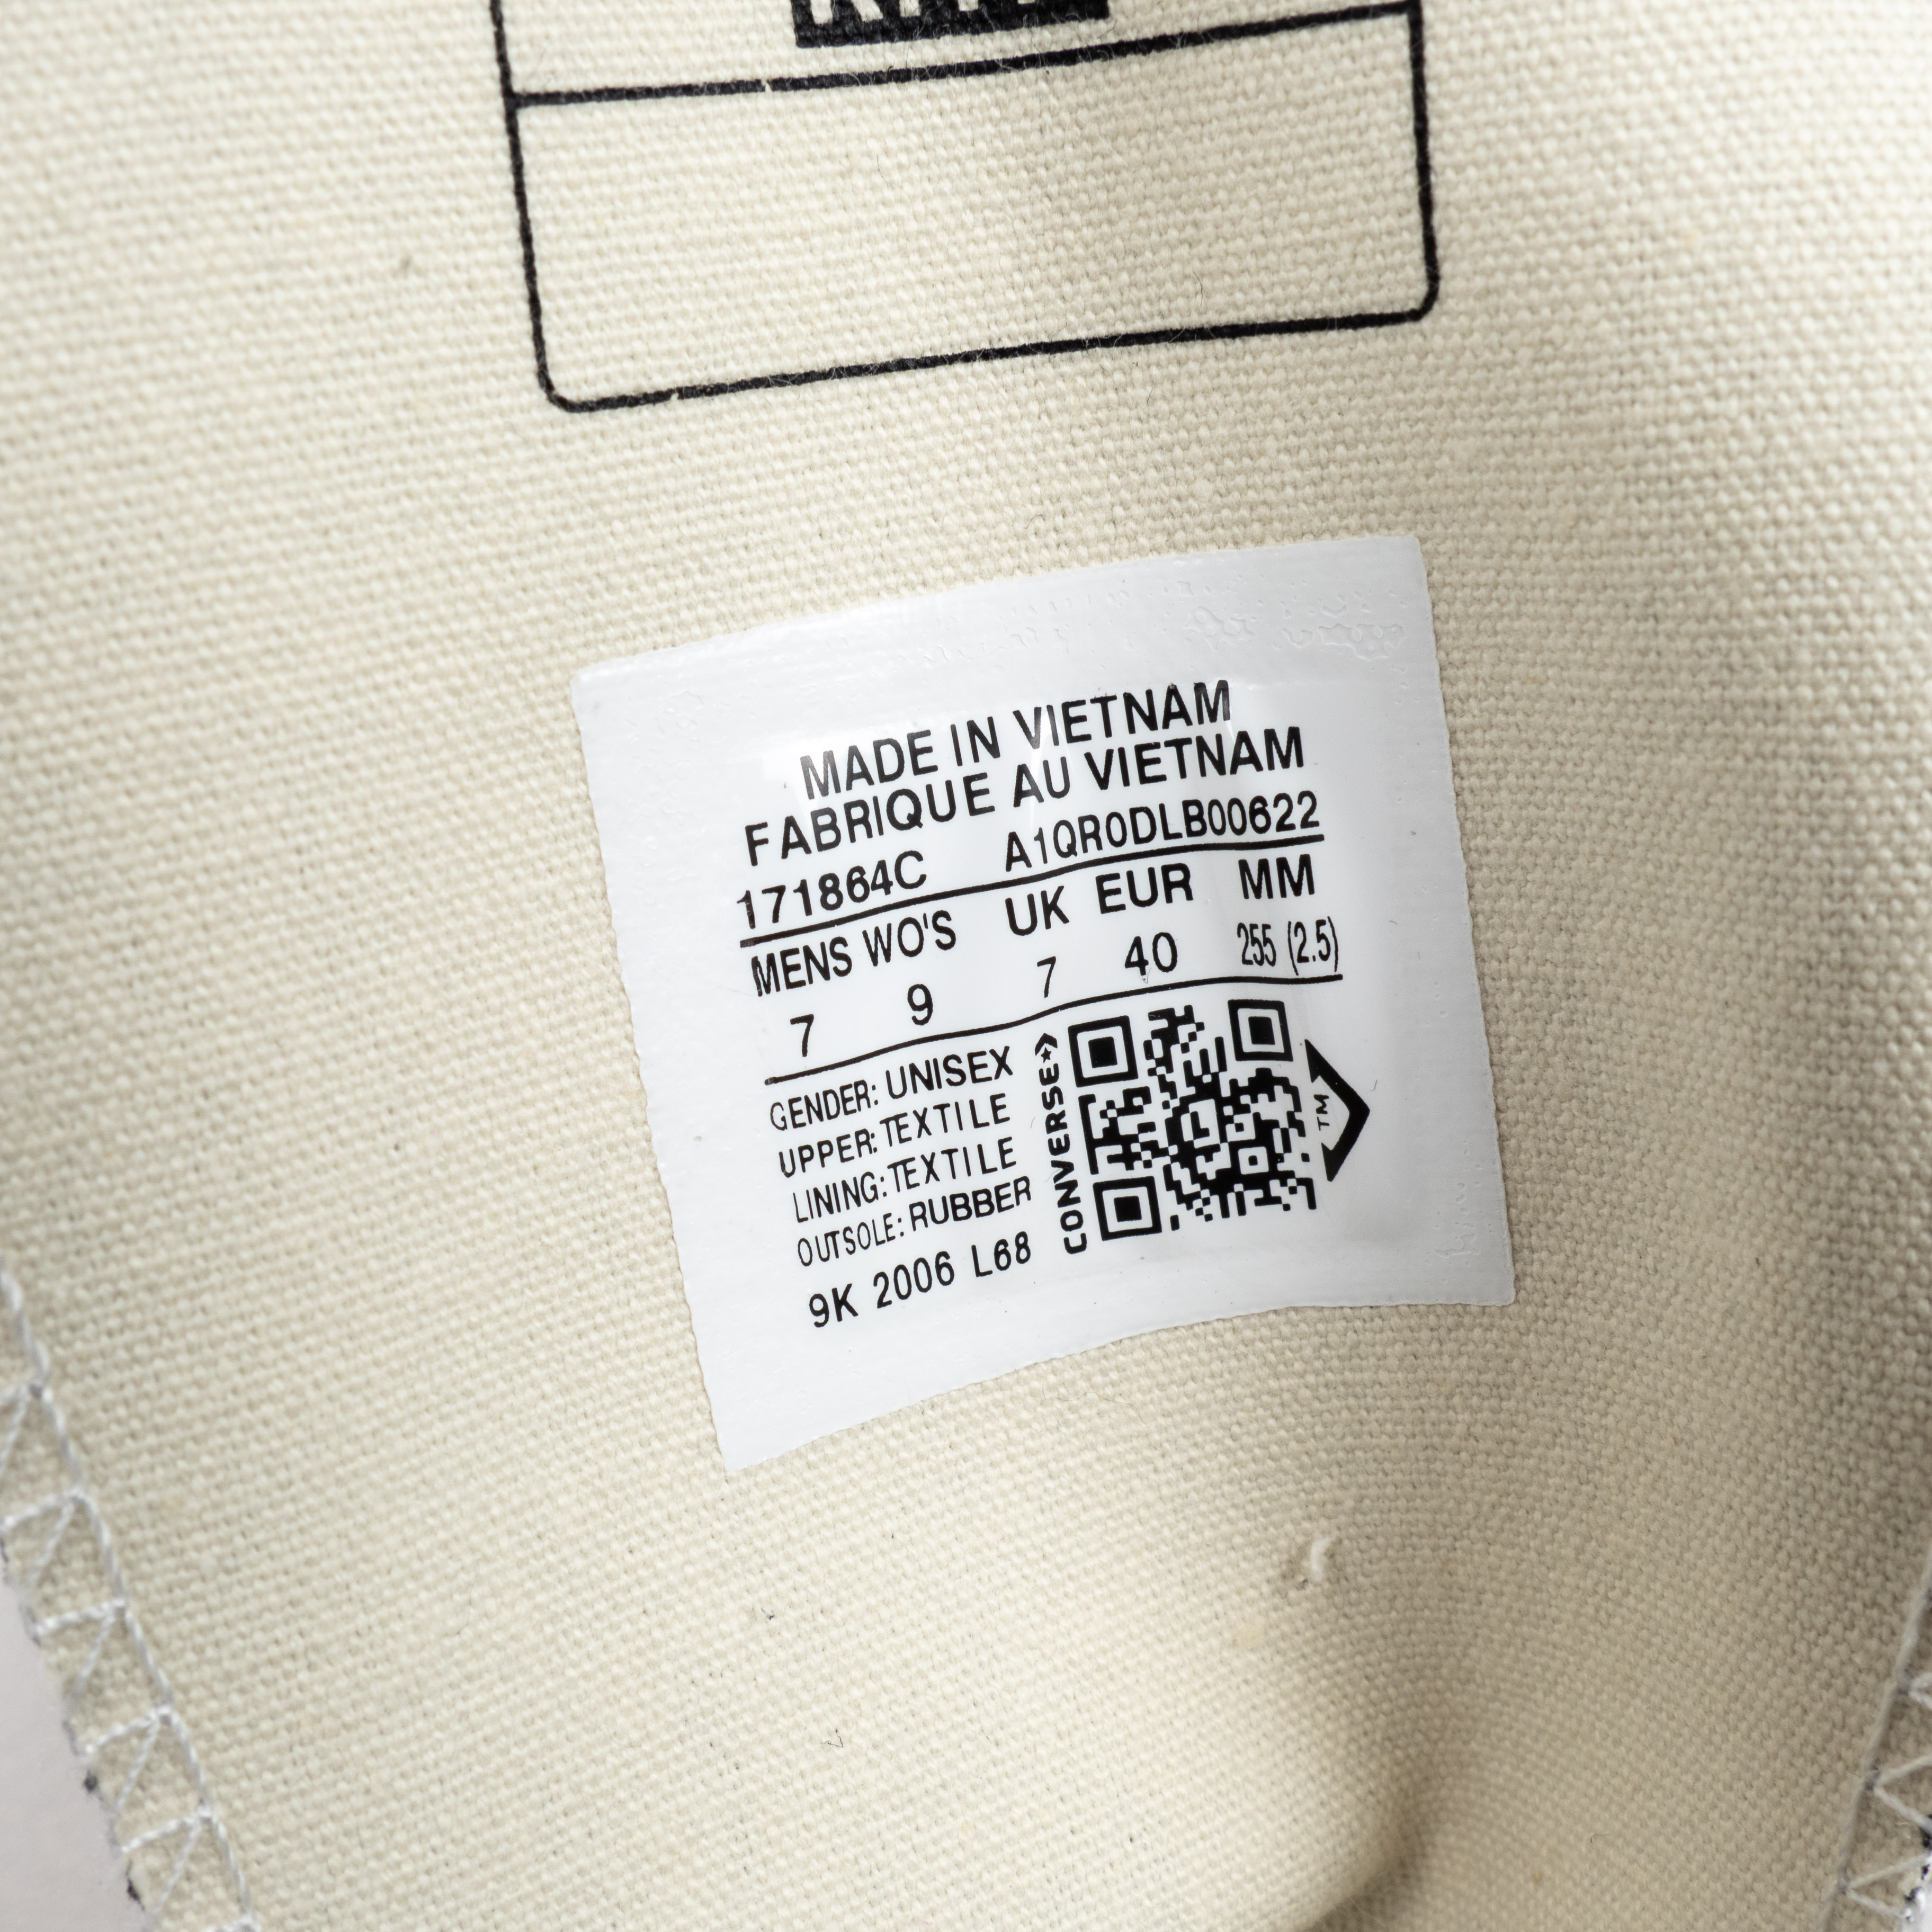 MADE IN VIETNAM
FABRIQUE AU VIETNAM
171864C A1QR0DLB00622
MENS WO'S UK EUR MM
7 9 7 40 255 (2.5)
GENDER: UNISEX
UPPER: TEXTILE
LINING: TEXTILE
OUTSOLE: RUBBER
9K 2006 L68
CONVERSE
TM